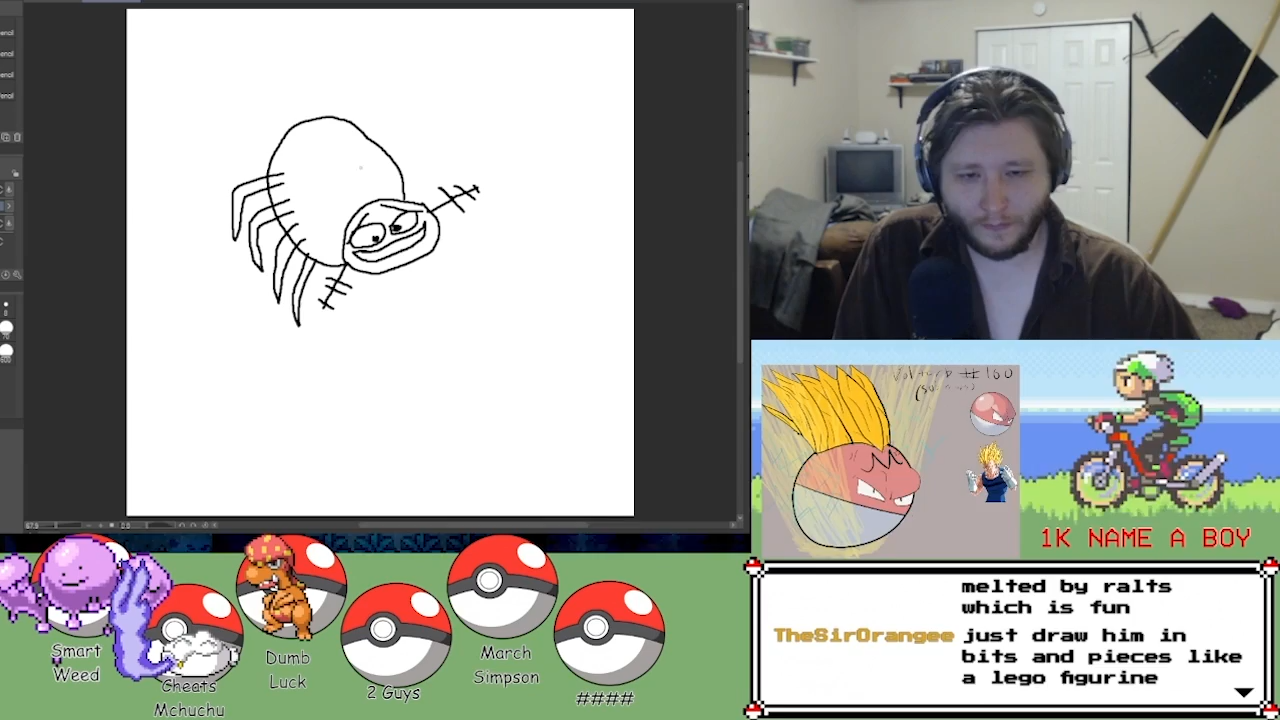 #160
1K NAME A BOY
melted by ralts
which is fun
TheSirOrangee just draw him in
bits and pieces like
a lego figurine
Smart
Weed
Cheats
Mchuchu
Dumb
Luck
2 Guys
March
Simpson
####